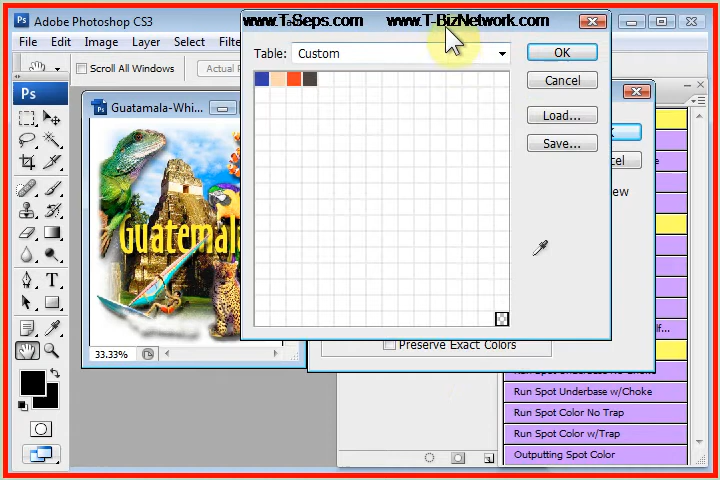 Adobe Photoshop CS3
www.T-Seps.com www.T-BizNetwork.com
File Edit Image Layer Select Filte
Scroll All Windows
Actual
Table: Custom
OK
Cancel
Load...
Save...
Ps
Guatamala-Whi...
Guatemala
33.33%
Preserve Exact Colors
Run Spot Underbase w/Choke
Run Spot Color No Trap
Run Spot Color w/Trap
Outputting Spot Color